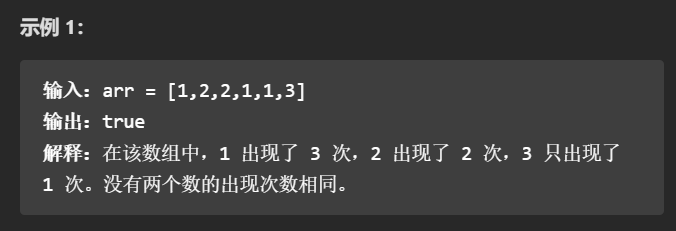 示例 1：
输入：arr = [1,2,2,1,1,3]
输出：true
解释：在该数组中，1 出现了 3 次，2 出现了 2 次，3 只出现了
1 次。没有两个数的出现次数相同。